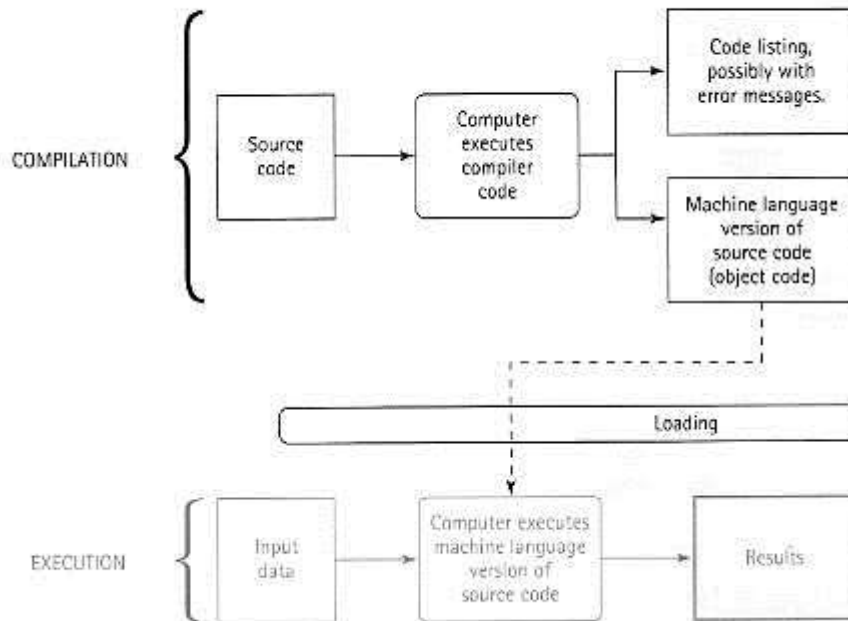 COMPILATION
Source
code
Computer
executes
compiler
code
Code listing,
possibly with
error messages.
Machine language
version of
source code
(object code)
Loading
EXECUTION
Input
data
Computer executes
machine language
version of
source code
Results